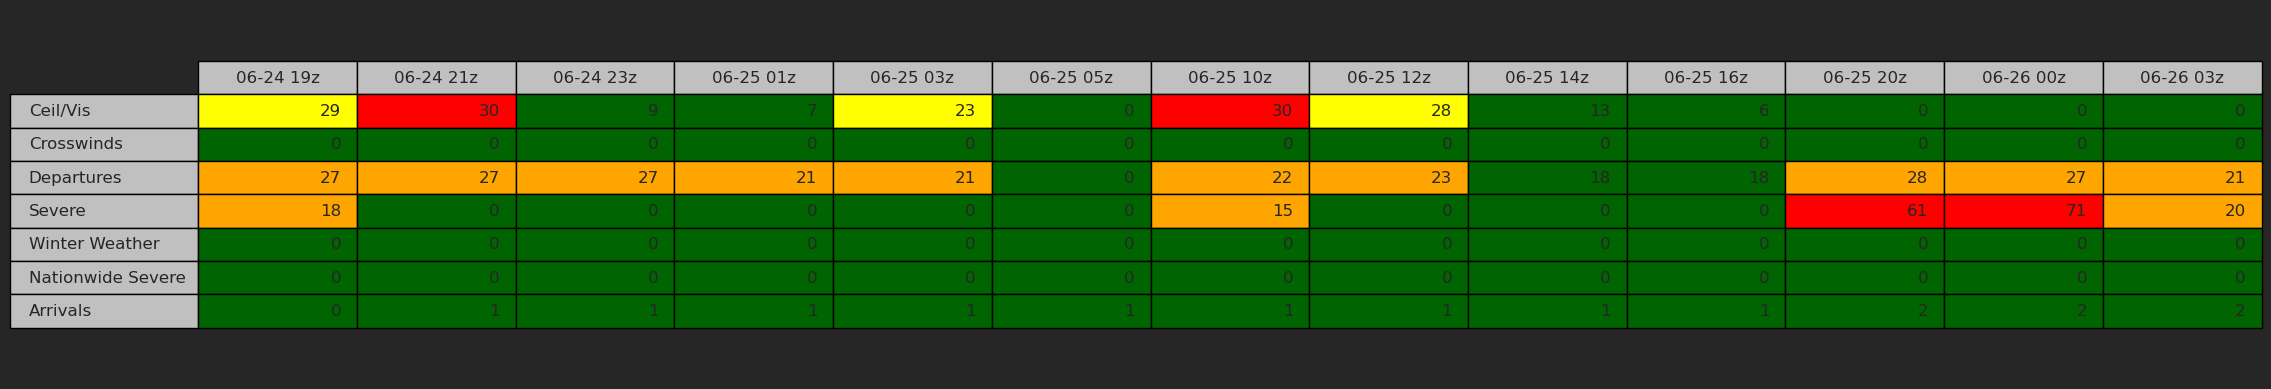 06-24 19z 06-24 21z 06-24 23z 06-25 01z 06-25 03z 06-25 05z 06-25 10z 06-25 12z 06-25 14z 06-25 16z 06-25 20z 06-26 00z 06-26 03z
Ceil/Vis 29 30 9 7 23 0 30 28 13 6 0 0 0
Crosswinds 0 0 0 0 0 0 0 0 0 0 0 0 0
Departures 27 27 27 21 21 0 22 23 18 18 28 27 21
Severe 18 0 0 0 0 0 15 0 0 0 61 71 20
Winter Weather 0 0 0 0 0 0 0 0 0 0 0 0 0
Nationwide Severe 0 0 0 0 0 0 0 0 0 0 0 0 0
Arrivals 0 1 1 1 1 1 1 1 1 1 2 2 2